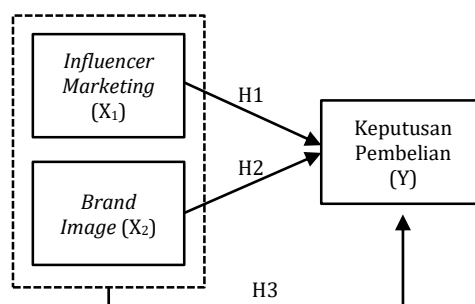 Influencer
Marketing
(X₁)
H1
Keputusan
Pembelian
(Y)
H2
Brand
Image (X₂)
H3